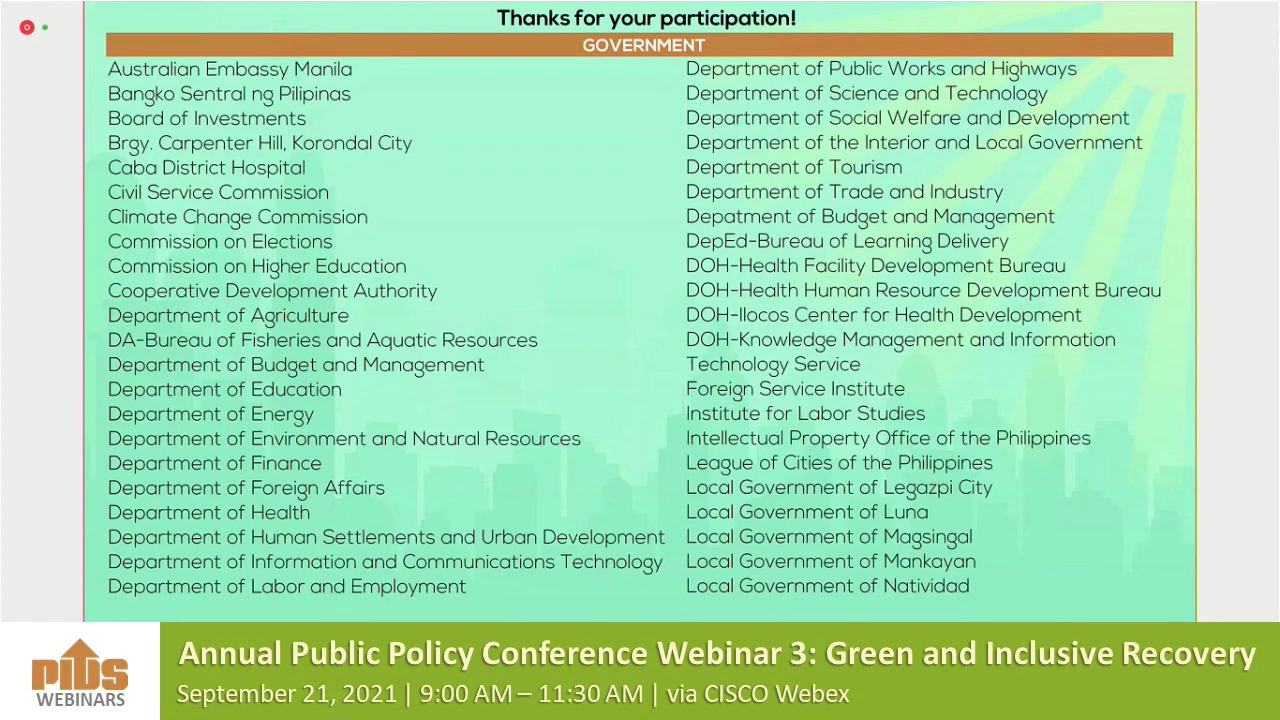 Thanks for your participation!
GOVERNMENT
Australian Embassy Manila
Bangko Sentral ng Pilipinas
Board of Investments
Brgy. Carpenter Hill, Korondal City
Caba District Hospital
Civil Service Commission
Climate Change Commission
Commission on Elections
Commission on Higher Education
Cooperative Development Authority
Department of Agriculture
DA-Bureau of Fisheries and Aquatic Resources
Department of Budget and Management
Department of Education
Department of Energy
Department of Environment and Natural Resources
Department of Finance
Department of Foreign Affairs
Department of Health
Department of Human Settlements and Urban Development
Department of Information and Communications Technology
Department of Labor and Employment
Department of Public Works and Highways
Department of Science and Technology
Department of Social Welfare and Development
Department of the Interior and Local Government
Department of Tourism
Department of Trade and Industry
Depatment of Budget and Management
DepEd-Bureau of Learning Delivery
DOH-Health Facility Development Bureau
DOH-Health Human Resource Development Bureau
DOH-Ilocos Center for Health Development
DOH-Knowledge Management and Information
Technology Service
Foreign Service Institute
Institute for Labor Studies
Intellectual Property Office of the Philippines
League of Cities of the Philippines
Local Government of Legazpi City
Local Government of Luna
Local Government of Magsingal
Local Government of Mankayan
Local Government of Natividad
PIDS
WEBINARS
Annual Public Policy Conference Webinar 3: Green and Inclusive Recovery
September 21, 2021 | 9:00 AM – 11:30 AM | via CISCO Webex